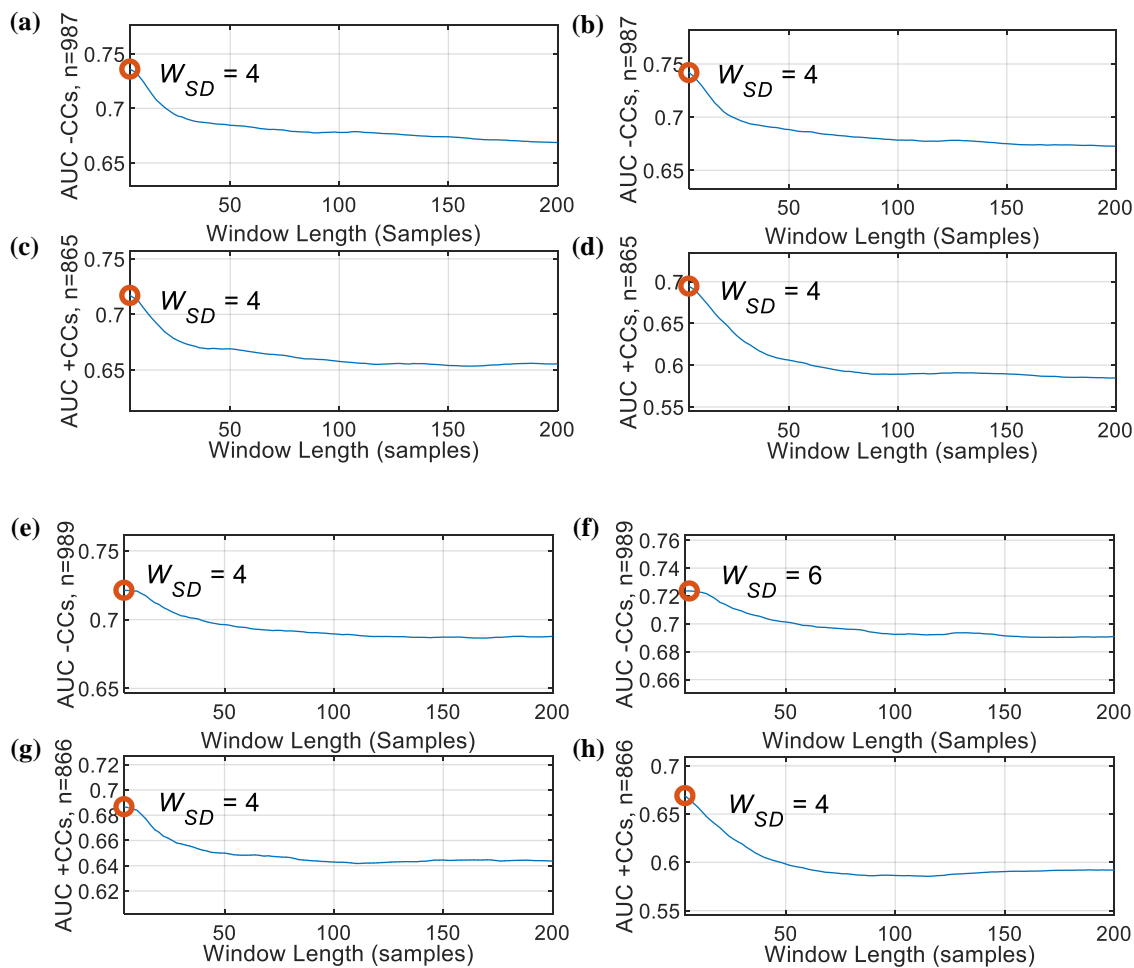 (a)
AUC -CCs, n=987
0.75
0.7
0.65
W_SD = 4
50 100 150 200
Window Length (Samples)
(b)
AUC -CCs, n=987
0.75
0.7
0.65
W_SD = 4
50 100 150 200
Window Length (Samples)
(c)
AUC +CCs, n=865
0.75
0.7
0.65
W_SD = 4
50 100 150 200
Window Length (samples)
(d)
AUC +CCs, n=865
0.7
0.65
0.6
0.55
W_SD = 4
50 100 150 200
Window Length (samples)
(e)
AUC -CCs, n=989
0.75
0.7
0.65
W_SD = 4
50 100 150 200
Window Length (Samples)
(f)
AUC -CCs, n=989
0.76
0.74
0.72
0.7
0.68
0.66
W_SD = 6
50 100 150 200
Window Length (Samples)
(g)
AUC +CCs, n=866
0.72
0.7
0.68
0.66
0.64
0.62
W_SD = 4
50 100 150 200
Window Length (samples)
(h)
AUC +CCs, n=866
0.7
0.65
0.6
0.55
W_SD = 4
50 100 150 200
Window Length (samples)